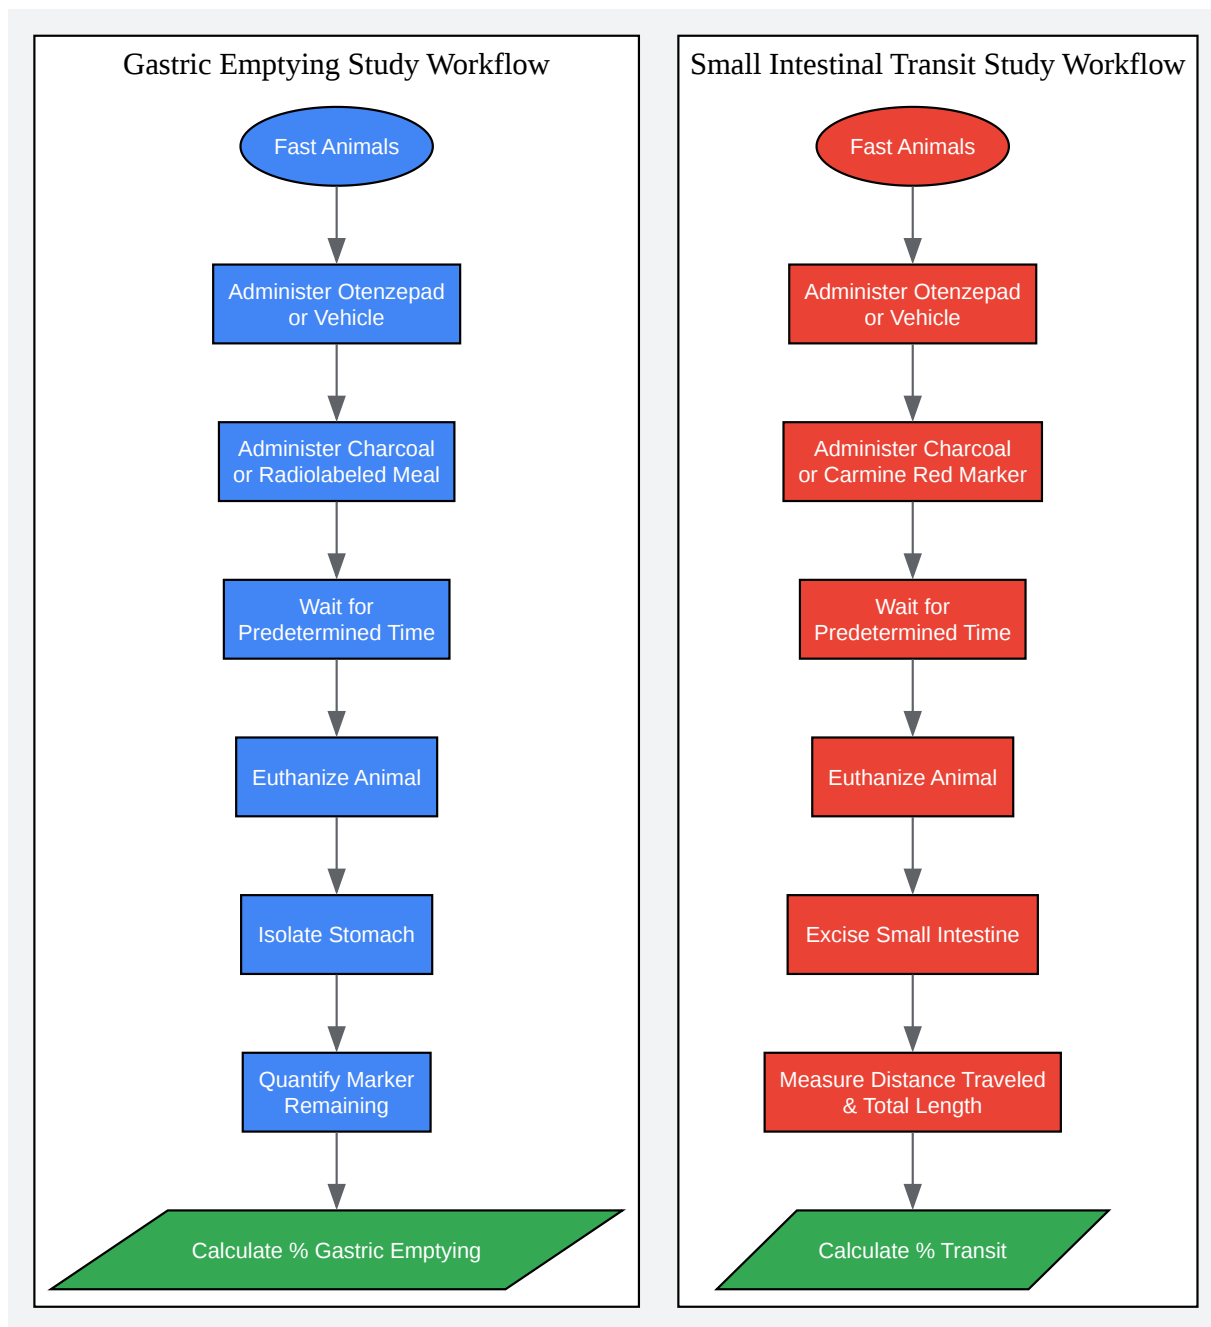 Gastric Emptying Study Workflow
Fast Animals
Administer Otenzepad
or Vehicle
Administer Charcoal
or Radiolabeled Meal
Wait for
Predetermined Time
Euthanize Animal
Isolate Stomach
Quantify Marker
Remaining
Calculate % Gastric Emptying
Small Intestinal Transit Study Workflow
Fast Animals
Administer Otenzepad
or Vehicle
Administer Charcoal
or Carmine Red Marker
Wait for
Predetermined Time
Euthanize Animal
Excise Small Intestine
Measure Distance Traveled
& Total Length
Calculate % Transit